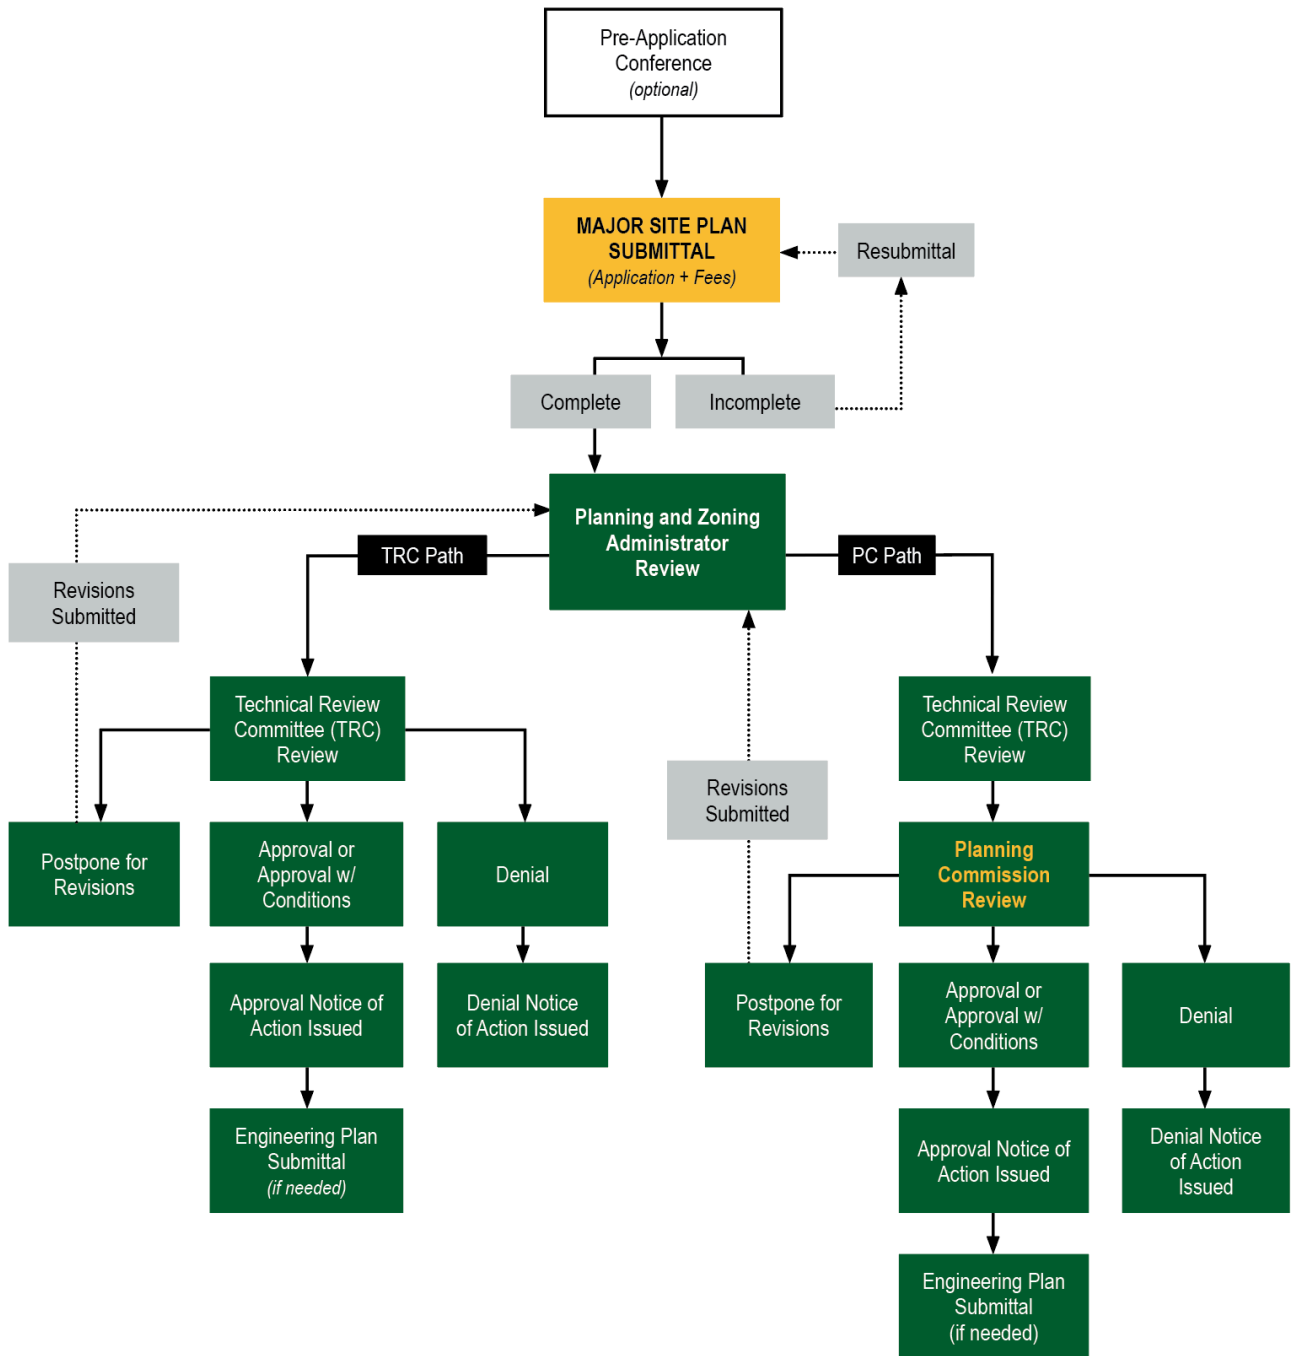 Pre-Application
Conference
(optional)
MAJOR SITE PLAN
SUBMITTAL
(Application + Fees)
Resubmittal
Complete
Incomplete
Planning and Zoning
Administrator
Review
TRC Path
PC Path
Revisions
Submitted
Technical Review
Committee (TRC)
Review
Technical Review
Committee (TRC)
Review
Revisions
Submitted
Postpone for
Revisions
Approval or
Approval w/
Conditions
Denial
Planning
Commission
Review
Approval Notice of
Action Issued
Denial Notice
of Action Issued
Postpone for
Revisions
Approval or
Approval w/
Conditions
Denial
Engineering Plan
Submittal
(if needed)
Approval Notice of
Action Issued
Denial Notice
of Action
Issued
Engineering Plan
Submittal
(if needed)